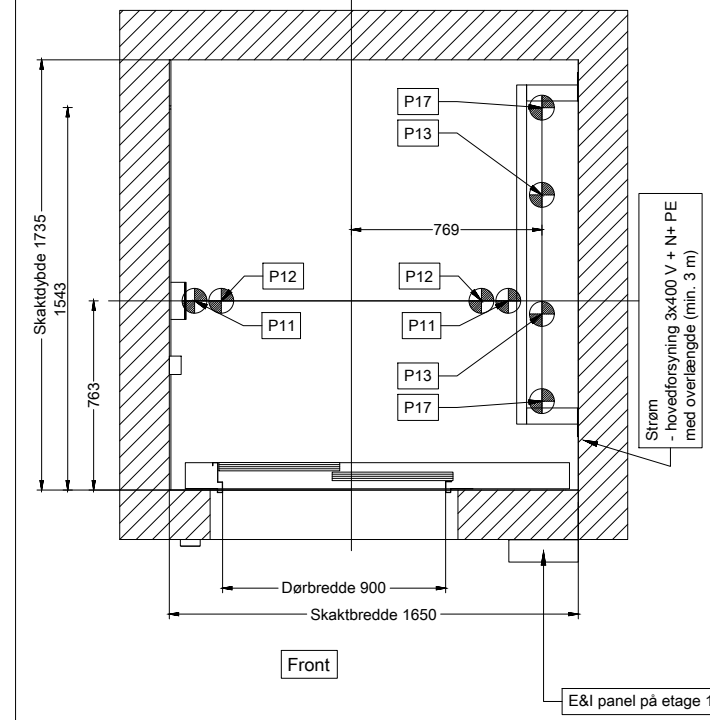 P17
P13
Skaktdybde 1735
1543
769
P12
P12
P11
P11
763
P13
P17
Strøm
- hovedforsyning 3x400 V + N+ PE
med overlængde (min. 3 m)
Dørbredde 900
Skaktbredde 1650
Front
E&I panel på etage 1